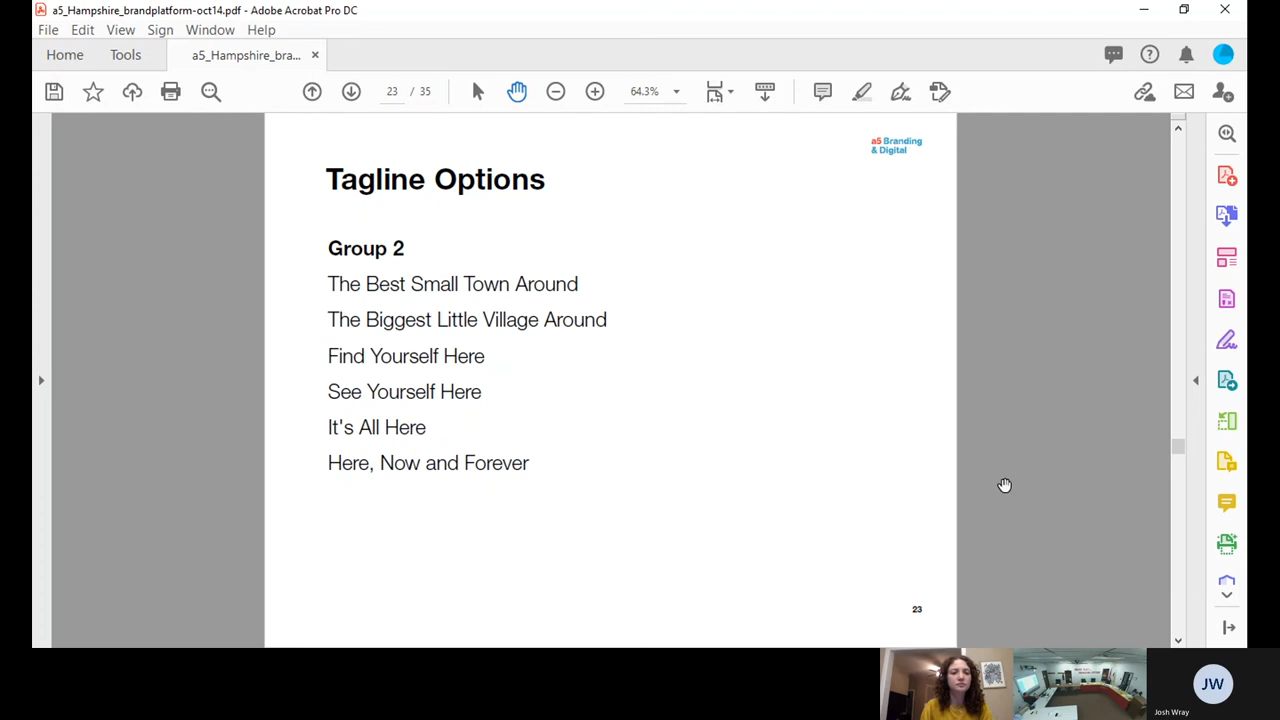 a5_Hampshire_brandplatform-oct14.pdf - Adobe Acrobat Pro DC
File Edit View Sign Window Help
Home Tools a5_Hampshire_bra... ×
23 / 35 64.3%
a5 Branding
& Digital
Tagline Options
Group 2
The Best Small Town Around
The Biggest Little Village Around
Find Yourself Here
See Yourself Here
It's All Here
Here, Now and Forever
23
JW
Josh Wray